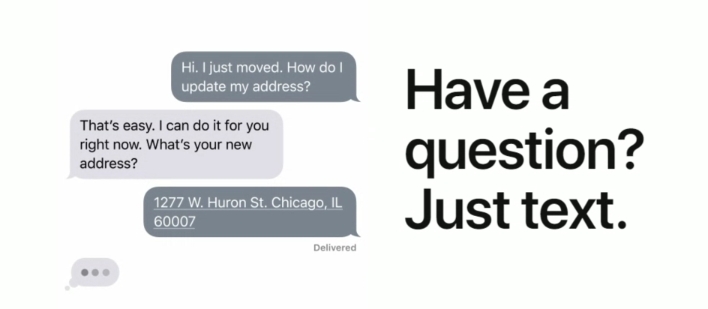 Hi. I just moved. How do I
update my address?
That's easy. I can do it for you
right now. What's your new
address?
1277 W. Huron St. Chicago, IL
60007
Delivered
Have a
question?
Just text.